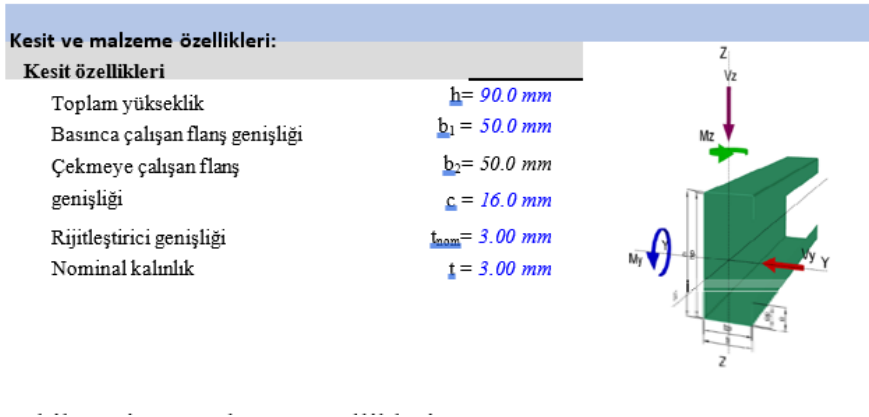 Kesit ve malzeme özellikleri:
Kesit özellikleri
Toplam yükseklik h= 90.0 mm
Basınca çalışan flanş genişliği b1 = 50.0 mm
Çekmeye çalışan flanş b2= 50.0 mm
genişliği c = 16.0 mm
Rijitleştirici genişliği tnom= 3.00 mm
Nominal kalınlık t = 3.00 mm
Z
Vz
Mz
My
Y
Vy Y
Z